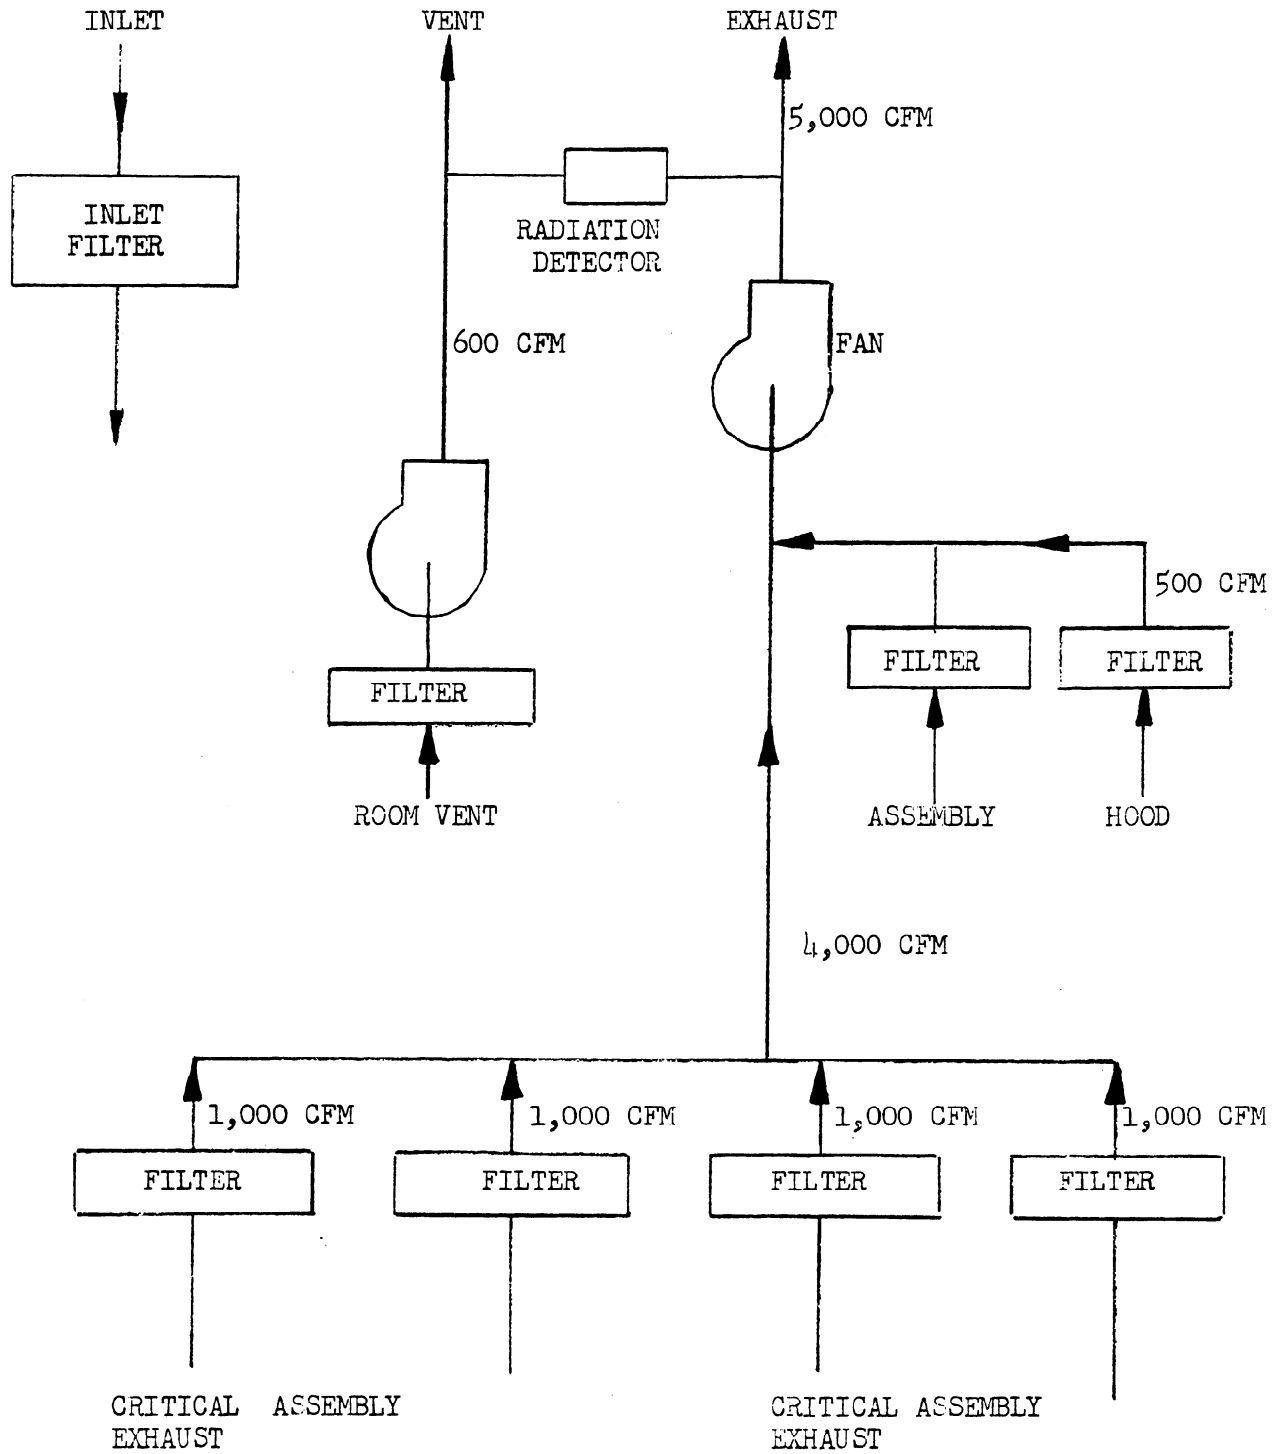 INLET
VENT
EXHAUST
5,000 CFM
INLET
FILTER
RADIATION
DETECTOR
600 CFM
FAN
500 CFM
FILTER
FILTER
FILTER
ROOM VENT
ASSEMBLY
HOOD
4,000 CFM
1,000 CFM
1,000 CFM
1,000 CFM
1,000 CFM
FILTER
FILTER
FILTER
FILTER
CRITICAL ASSEMBLY
EXHAUST
CRITICAL ASSEMBLY
EXHAUST